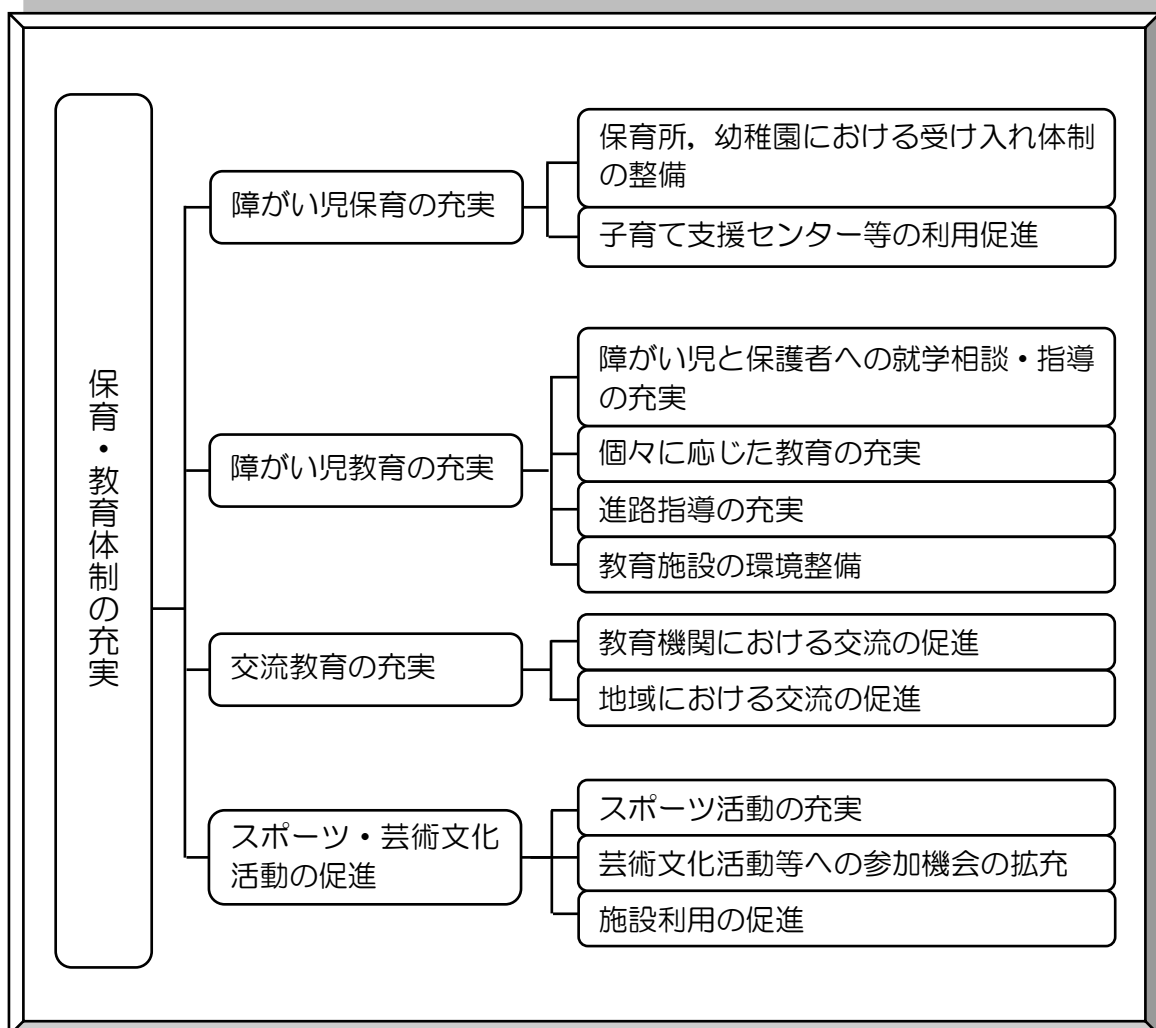 保育・教育体制の充実
障がい児保育の充実
保育所，幼稚園における受け入れ体制
の整備
子育て支援センター等の利用促進
障がい児教育の充実
障がい児と保護者への就学相談・指導
の充実
個々に応じた教育の充実
進路指導の充実
教育施設の環境整備
交流教育の充実
教育機関における交流の促進
地域における交流の促進
スポーツ・芸術文化
活動の促進
スポーツ活動の充実
芸術文化活動等への参加機会の拡充
施設利用の促進